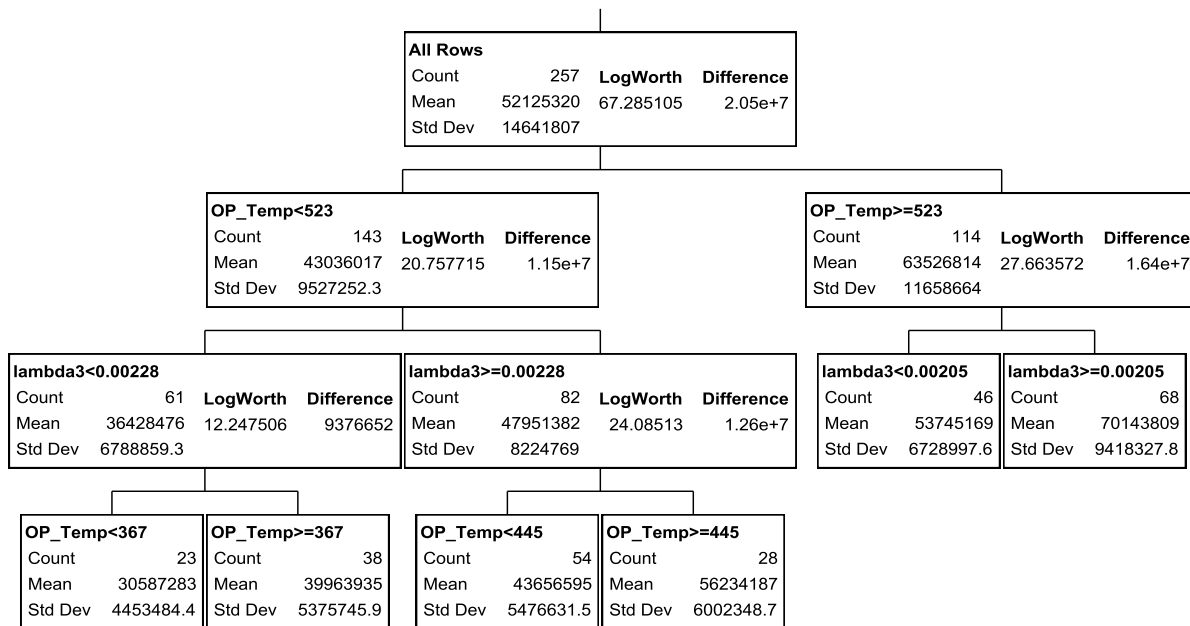 All Rows
Count 257 LogWorth Difference
Mean 52125320 67.285105 2.05e+7
Std Dev 14641807
OP_Temp<523
Count 143 LogWorth Difference
Mean 43036017 20.757715 1.15e+7
Std Dev 9527252.3
OP_Temp>=523
Count 114 LogWorth Difference
Mean 63526814 27.663572 1.64e+7
Std Dev 11658664
lambda3<0.00228
Count 61 LogWorth Difference
Mean 36428476 12.247506 9376652
Std Dev 6788859.3
lambda3>=0.00228
Count 82 LogWorth Difference
Mean 47951382 24.08513 1.26e+7
Std Dev 8224769
lambda3<0.00205
Count 46
Mean 53745169
Std Dev 6728997.6
lambda3>=0.00205
Count 68
Mean 70143809
Std Dev 9418327.8
OP_Temp<367
Count 23
Mean 30587283
Std Dev 4453484.4
OP_Temp>=367
Count 38
Mean 39963935
Std Dev 5375745.9
OP_Temp<445
Count 54
Mean 43656595
Std Dev 5476631.5
OP_Temp>=445
Count 28
Mean 56234187
Std Dev 6002348.7